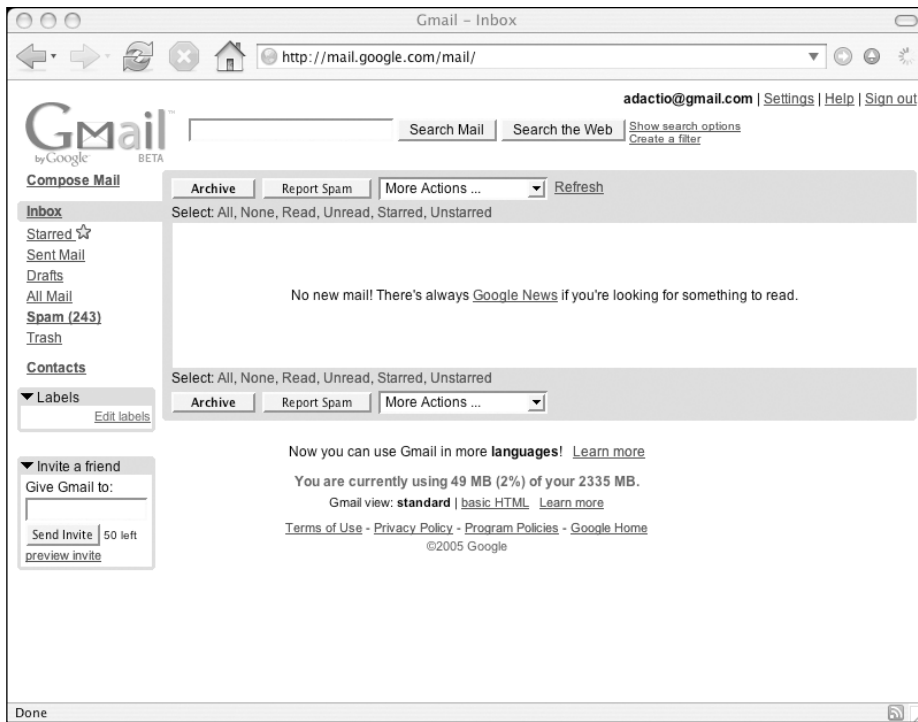 Gmail – Inbox
http://mail.google.com/mail/
adactio@gmail.com | Settings | Help | Sign out
Gmail™
by Google BETA
Search Mail Search the Web Show search options
Create a filter
Compose Mail
Inbox
Starred
Sent Mail
Drafts
All Mail
Spam (243)
Trash
Contacts
Labels
Edit labels
Invite a friend
Give Gmail to:
Send Invite 50 left
preview invite
Archive Report Spam More Actions ... Refresh
Select: All, None, Read, Unread, Starred, Unstarred
No new mail! There's always Google News if you're looking for something to read.
Select: All, None, Read, Unread, Starred, Unstarred
Archive Report Spam More Actions ...
Now you can use Gmail in more languages! Learn more
You are currently using 49 MB (2%) of your 2335 MB.
Gmail view: standard | basic HTML Learn more
Terms of Use - Privacy Policy - Program Policies - Google Home
©2005 Google
Done